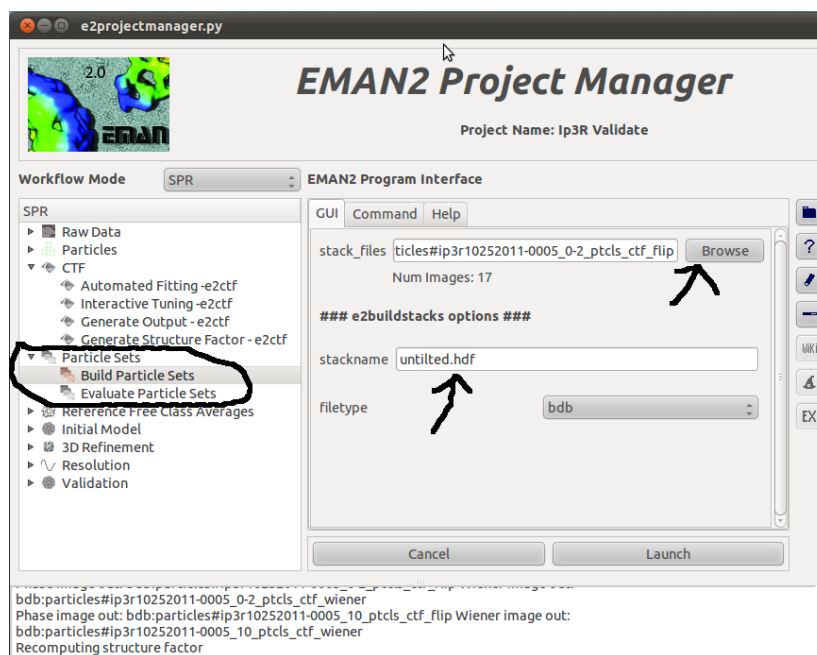 e2projectmanager.py
2.0
EMAN
EMAN2 Project Manager
Project Name: Ip3R Validate
Workflow Mode
SPR
EMAN2 Program Interface
SPR
Raw Data
Particles
CTF
Automated Fitting -e2ctf
Interactive Tuning -e2ctf
Generate Output - e2ctf
Generate Structure Factor - e2ctf
Particle Sets
Build Particle Sets
Evaluate Particle Sets
Reference Free Class Averages
Initial Model
3D Refinement
Resolution
Validation
GUI Command Help
stack_files ticles#ip3r10252011-0005_0-2_ptcls_ctf_flip Browse
Num Images: 17
### e2buildstacks options ###
stackname untilted.hdf
filetype bdb
?
EX
Cancel Launch
bdb:particles#ip3r10252011-0005_0-2_ptcls_ctf_wiener
Phase image out: bdb:particles#ip3r10252011-0005_10_ptcls_ctf_flip Wiener image out:
bdb:particles#ip3r10252011-0005_10_ptcls_ctf_wiener
Recomputing structure factor